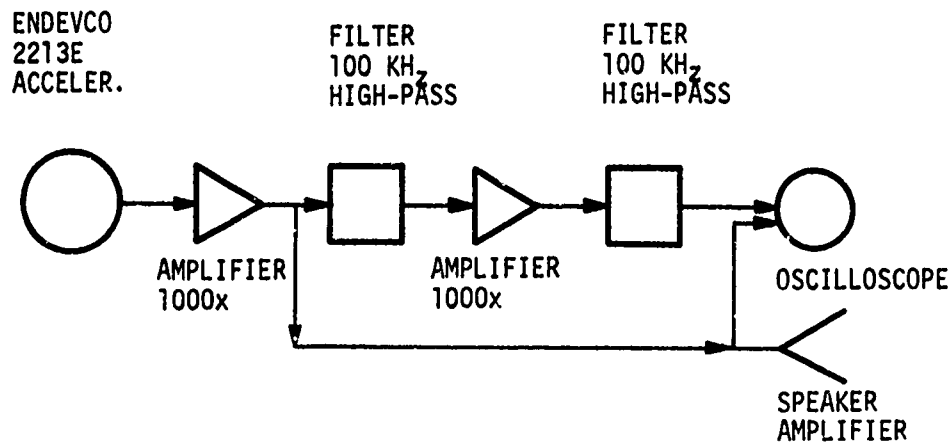 ENDEVCO
2213E
ACCELER.
FILTER
100 KHz
HIGH-PASS
FILTER
100 KHz
HIGH-PASS
AMPLIFIER
1000x
AMPLIFIER
1000x
OSCILLOSCOPE
SPEAKER
AMPLIFIER